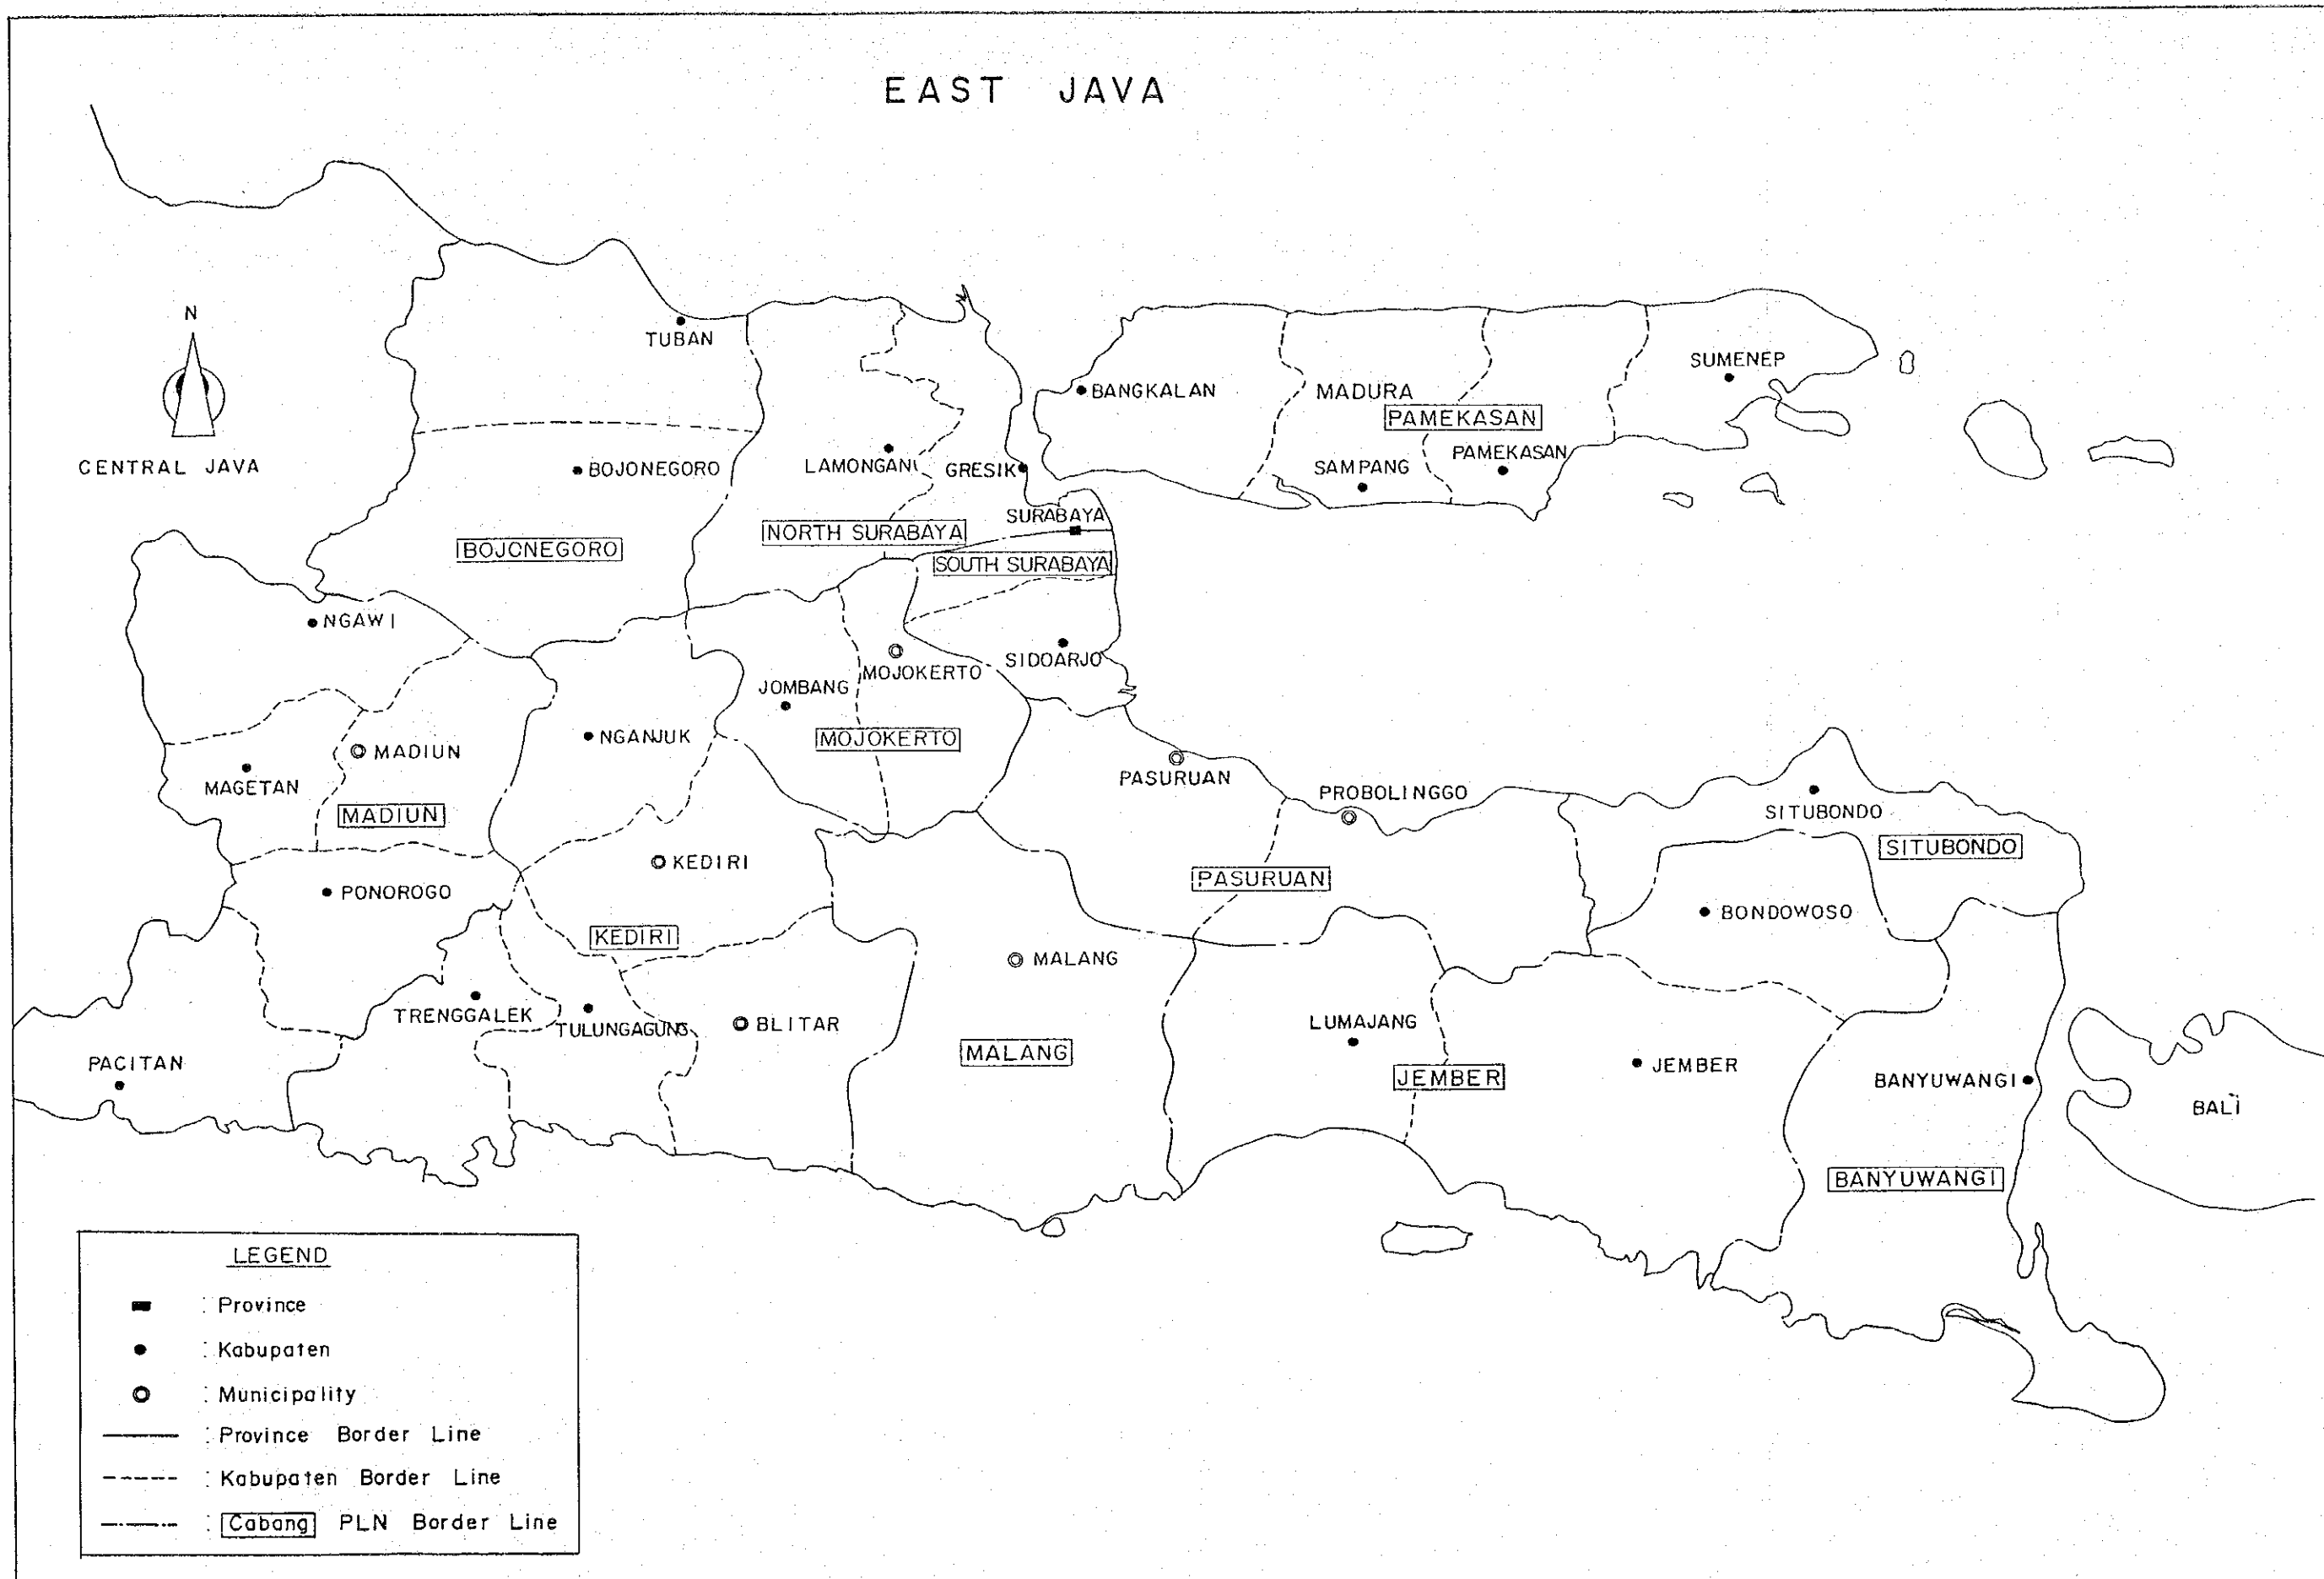 EAST JAVA
N
CENTRAL JAVA
TUBAN
BOJONEGORO
BOJONEGORO
LAMONGAN
GRESIK
NORTH SURABAYA
SURABAYA
SOUTH SURABAYA
BANGKALAN
MADURA
PAMEKASAN
SAMPANG
PAMEKASAN
SUMENEP
NGAWI
MAGETAN
MADIUN
MADIUN
PONOROGO
PACITAN
NGANJUK
JOMBANG
MOJOKERTO
MOJOKERTO
SIDOARJO
KEDIRI
KEDIRI
TRENGGALEK
TULUNGAGUNG
BLITAR
MALANG
MALANG
PASURUAN
PASURUAN
PROBOLINGGO
SITUBONDO
SITUBONDO
BONDOWOSO
LUMAJANG
JEMBER
JEMBER
BANYUWANGI
BANYUWANGI
BALI
LEGEND
: Province
: Kabupaten
: Municipality
: Province Border Line
: Kabupaten Border Line
: Cabang PLN Border Line